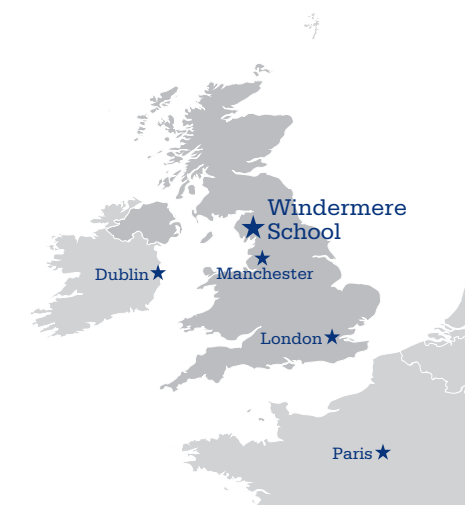 Windermere
School
Dublin
Manchester
London
Paris